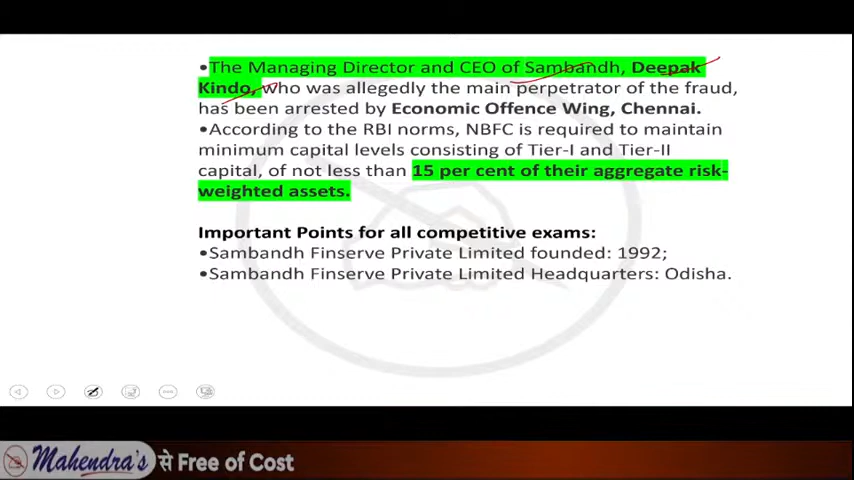 •The Managing Director and CEO of Sambandh, Deepak
Kindo, who was allegedly the main perpetrator of the fraud,
has been arrested by Economic Offence Wing, Chennai.
•According to the RBI norms, NBFC is required to maintain
minimum capital levels consisting of Tier-I and Tier-II
capital, of not less than 15 per cent of their aggregate risk-
weighted assets.
Important Points for all competitive exams:
•Sambandh Finserve Private Limited founded: 1992;
•Sambandh Finserve Private Limited Headquarters: Odisha.
Mahendra's से Free of Cost